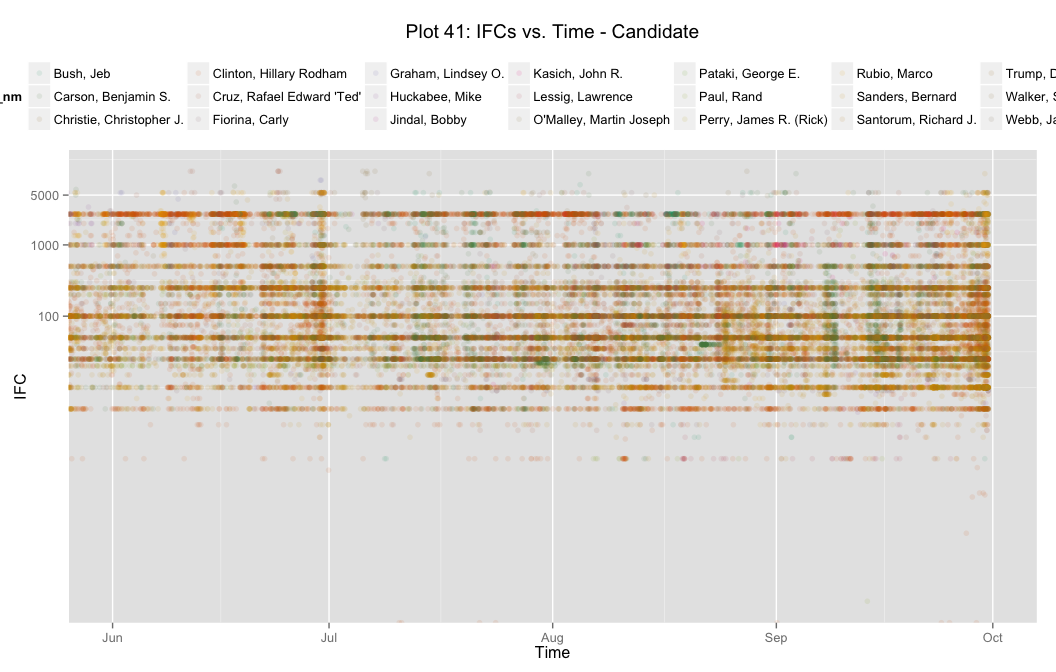 Plot 41: IFCs vs. Time - Candidate
Bush, Jeb Clinton, Hillary Rodham Graham, Lindsey O. Kasich, John R. Pataki, George E. Rubio, Marco Trump, D
_nm Carson, Benjamin S. Cruz, Rafael Edward 'Ted' Huckabee, Mike Lessig, Lawrence Paul, Rand Sanders, Bernard Walker, S
Christie, Christopher J. Fiorina, Carly Jindal, Bobby O'Malley, Martin Joseph Perry, James R. (Rick) Santorum, Richard J. Webb, Ja
5000
1000
100
IFC
Jun Jul Aug Sep Oct
Time